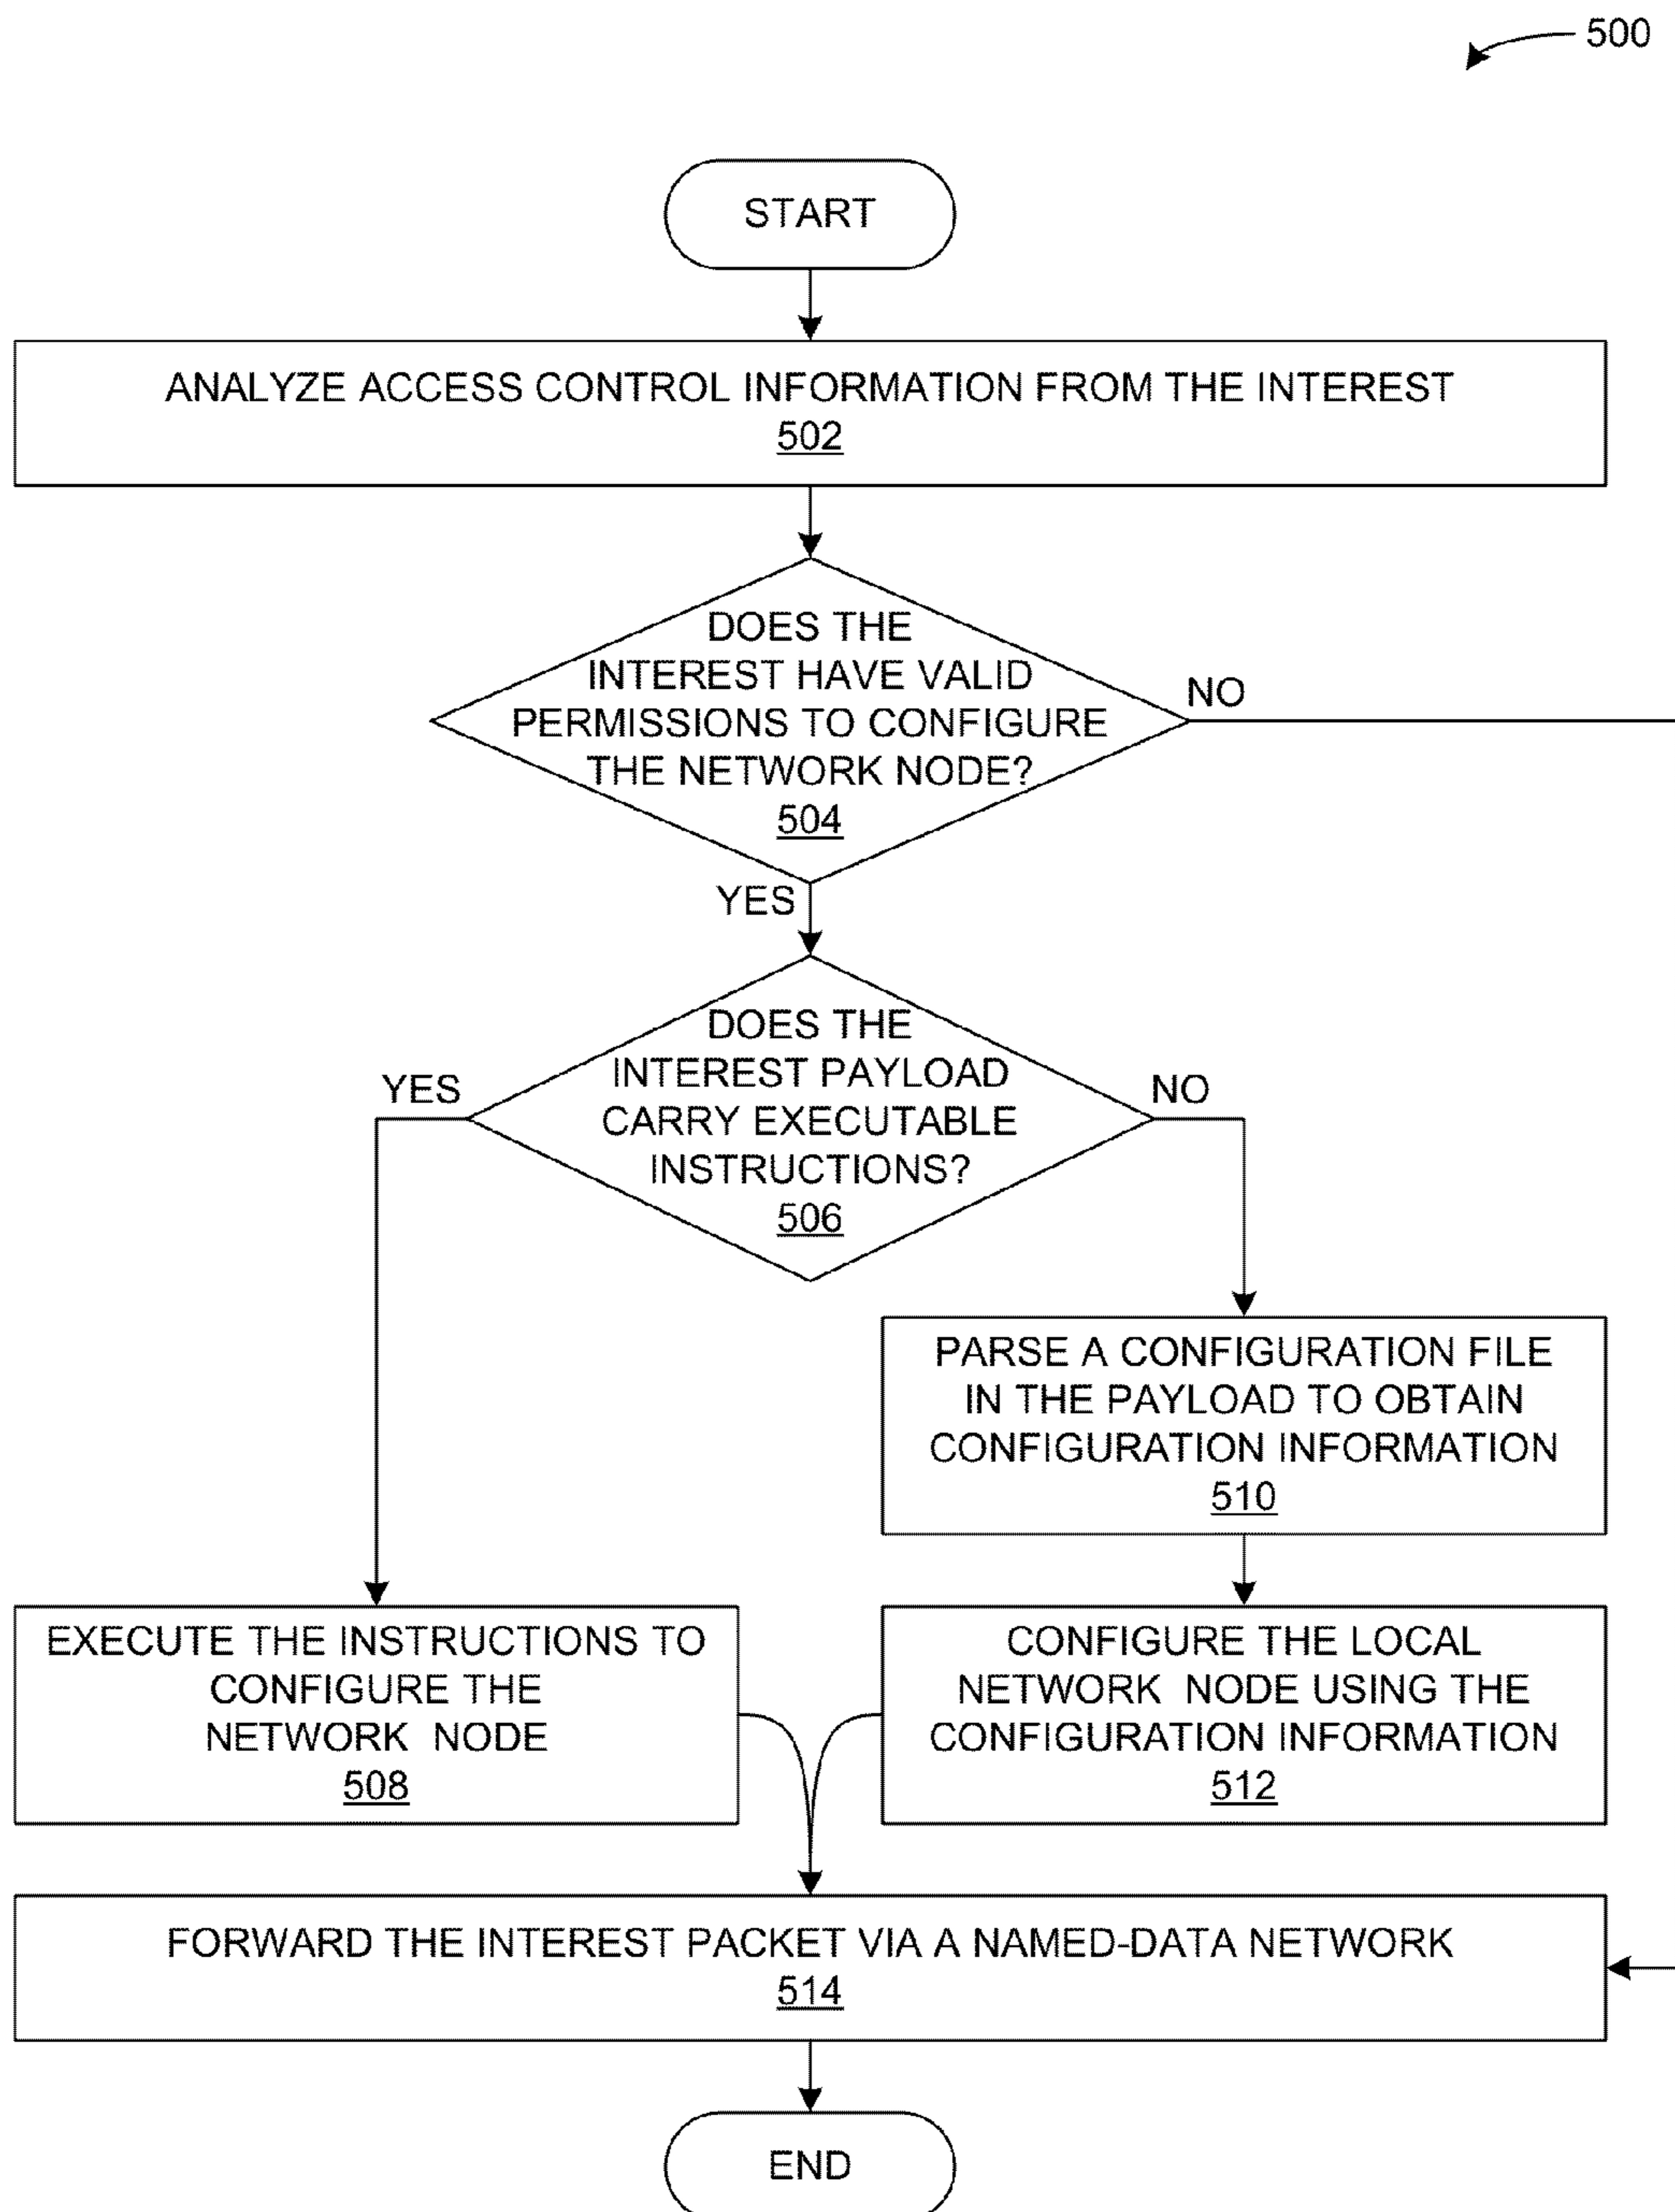 500
START
ANALYZE ACCESS CONTROL INFORMATION FROM THE INTEREST
502
DOES THE
INTEREST HAVE VALID
PERMISSIONS TO CONFIGURE
THE NETWORK NODE?
504
NO
YES
DOES THE
INTEREST PAYLOAD
CARRY EXECUTABLE
INSTRUCTIONS?
506
YES
NO
PARSE A CONFIGURATION FILE
IN THE PAYLOAD TO OBTAIN
CONFIGURATION INFORMATION
510
EXECUTE THE INSTRUCTIONS TO
CONFIGURE THE
NETWORK NODE
508
CONFIGURE THE LOCAL
NETWORK NODE USING THE
CONFIGURATION INFORMATION
512
FORWARD THE INTEREST PACKET VIA A NAMED-DATA NETWORK
514
END